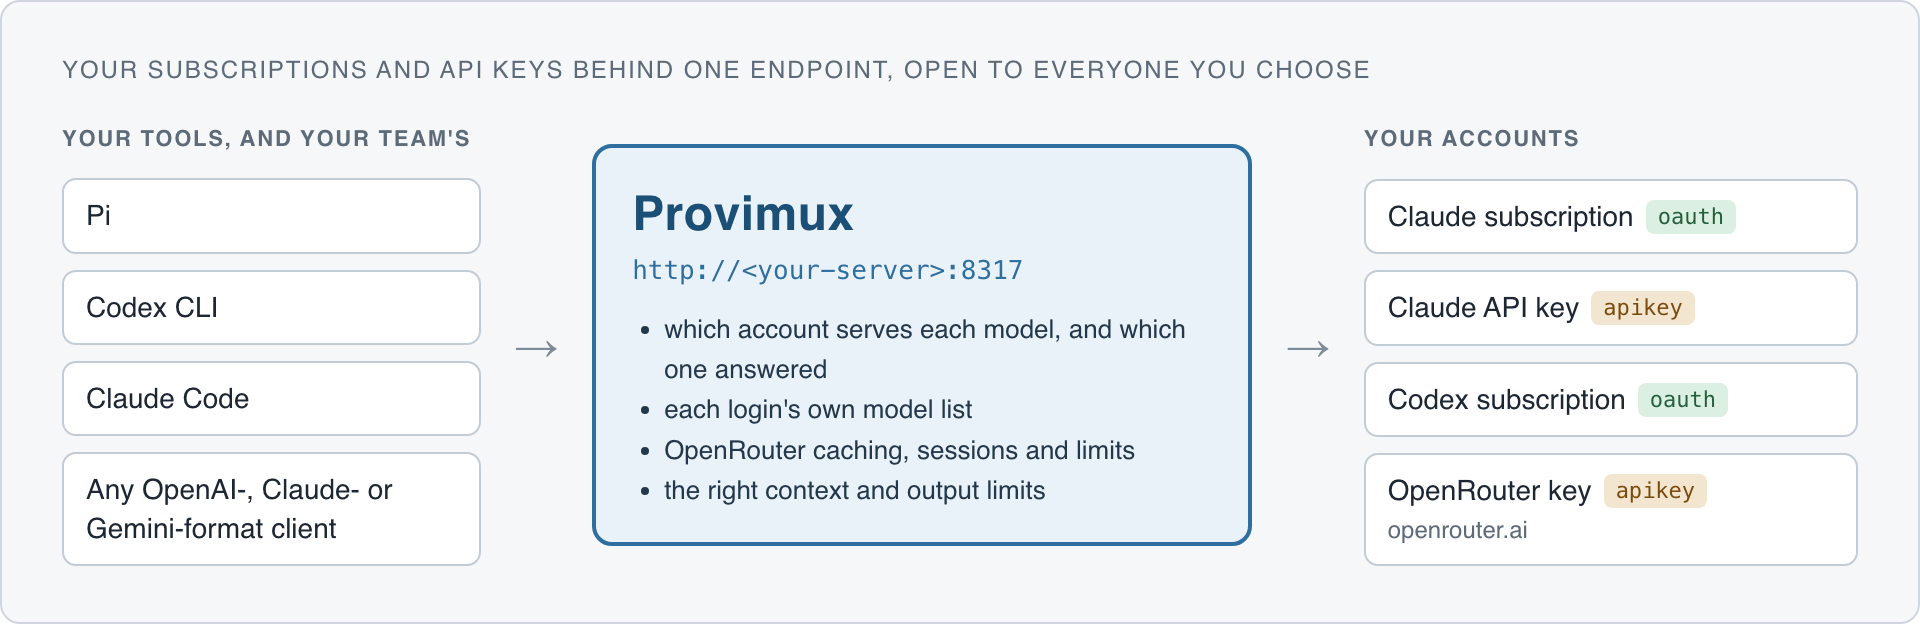 YOUR SUBSCRIPTIONS AND API KEYS BEHIND ONE ENDPOINT, OPEN TO EVERYONE YOU CHOOSE
YOUR TOOLS, AND YOUR TEAM'S
Pi
Codex CLI
Claude Code
Any OpenAI-, Claude- or
Gemini-format client
→
Provimux
http://<your-server>:8317
• which account serves each model, and which
one answered
• each login's own model list
• OpenRouter caching, sessions and limits
• the right context and output limits
→
YOUR ACCOUNTS
Claude subscription oauth
Claude API key apikey
Codex subscription oauth
OpenRouter key apikey
openrouter.ai